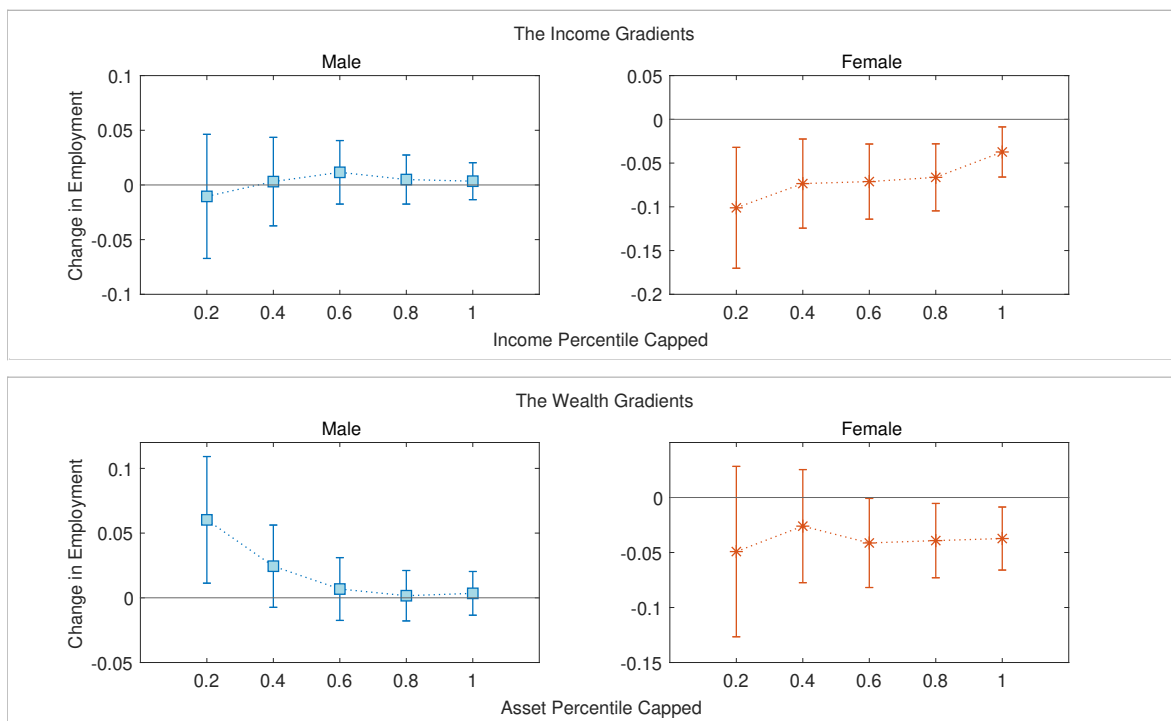 The Income Gradients
Male
Female
Change in Employment
0.1
0.05
0
-0.05
-0.1
0.2 0.4 0.6 0.8 1
0.05
0
-0.05
-0.1
-0.15
-0.2
0.2 0.4 0.6 0.8 1
Income Percentile Capped
The Wealth Gradients
Male
Female
Change in Employment
0.1
0.05
0
-0.05
0.2 0.4 0.6 0.8 1
0
-0.05
-0.1
-0.15
0.2 0.4 0.6 0.8 1
Asset Percentile Capped